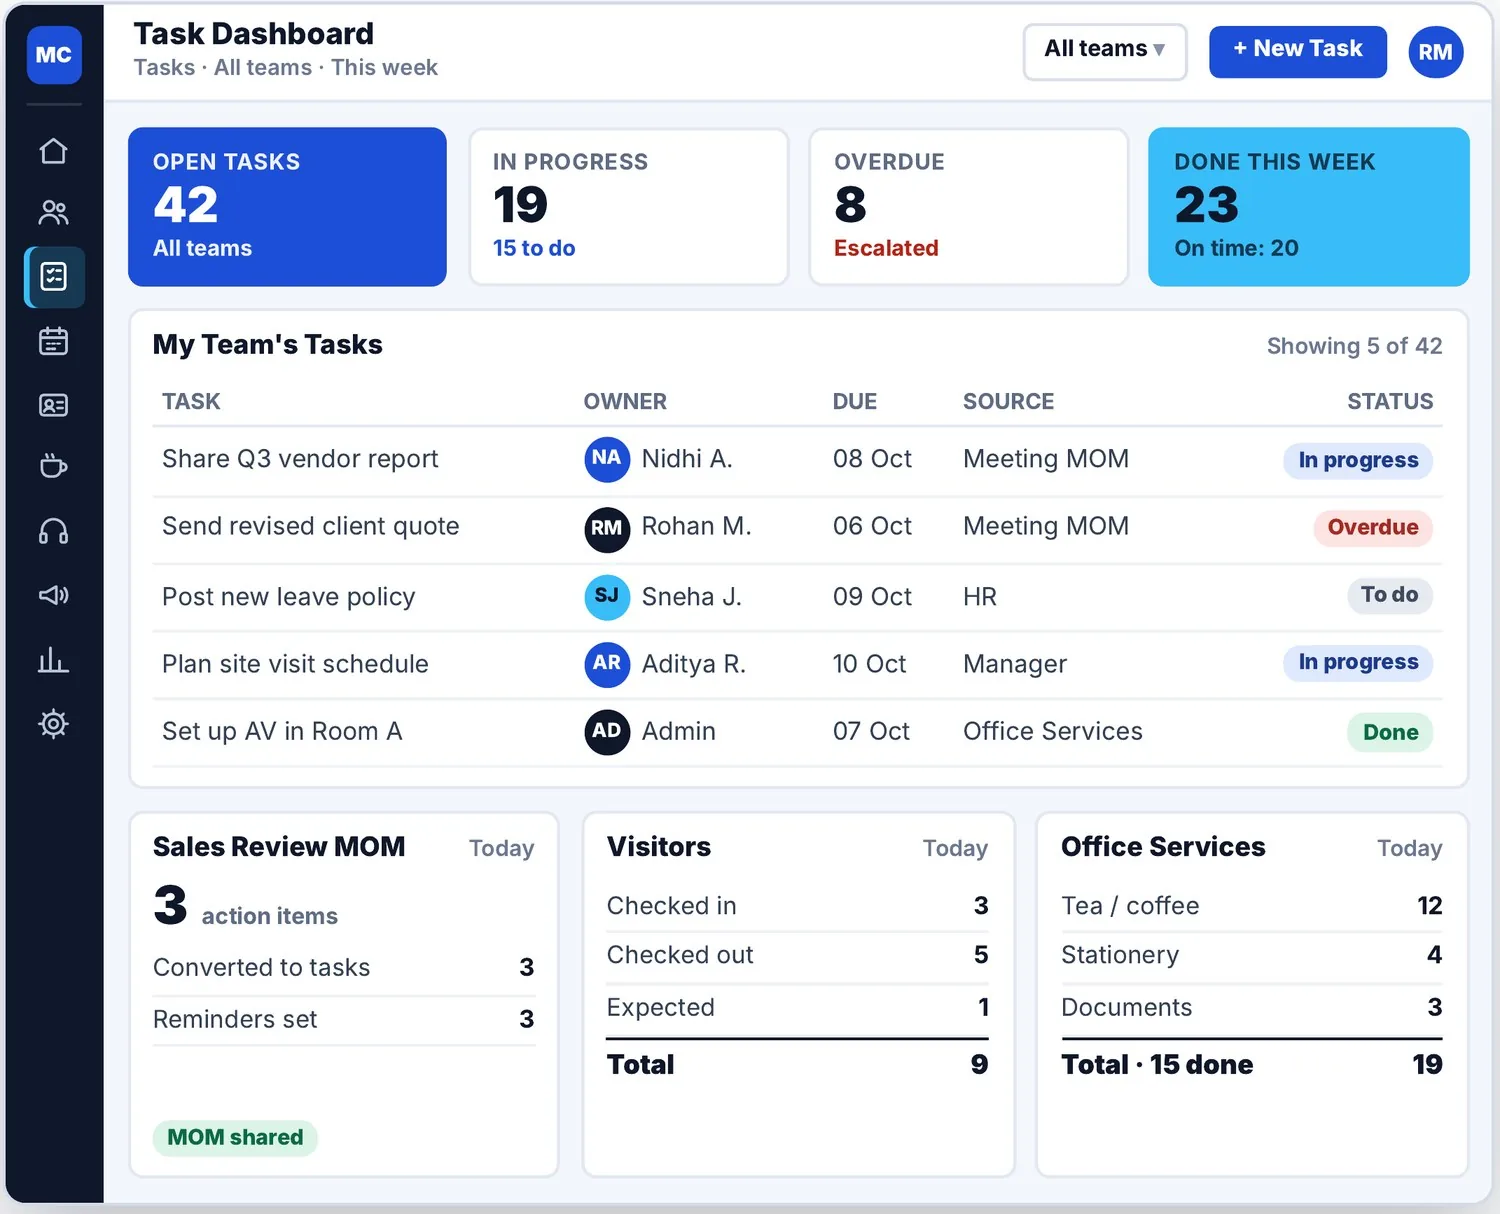 MC
Task Dashboard
Tasks · All teams · This week
All teams ▾
+ New Task
RM
OPEN TASKS
42
All teams
IN PROGRESS
19
15 to do
OVERDUE
8
Escalated
DONE THIS WEEK
23
On time: 20
My Team's Tasks
Showing 5 of 42
TASK OWNER DUE SOURCE STATUS
Share Q3 vendor report NA Nidhi A. 08 Oct Meeting MOM In progress
Send revised client quote RM Rohan M. 06 Oct Meeting MOM Overdue
Post new leave policy SJ Sneha J. 09 Oct HR To do
Plan site visit schedule AR Aditya R. 10 Oct Manager In progress
Set up AV in Room A AD Admin 07 Oct Office Services Done
Sales Review MOM Today
3 action items
Converted to tasks 3
Reminders set 3
MOM shared
Visitors Today
Checked in 3
Checked out 5
Expected 1
Total 9
Office Services Today
Tea / coffee 12
Stationery 4
Documents 3
Total · 15 done 19